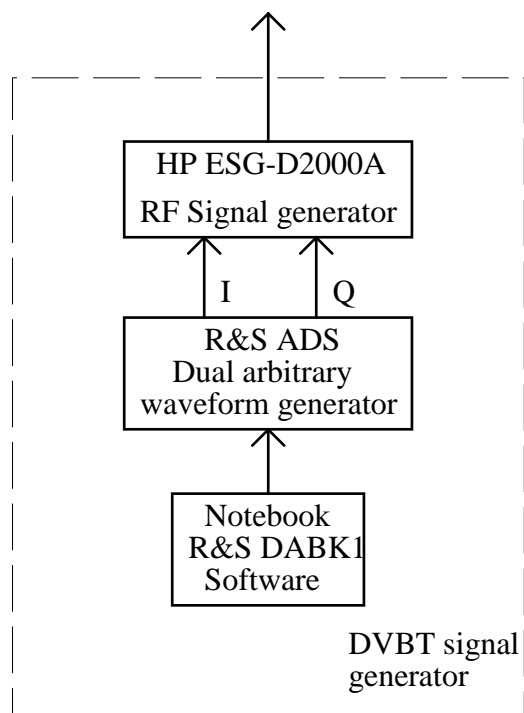 HP ESG-D2000A
RF Signal generator
I
Q
R&S ADS
Dual arbitrary
waveform generator
Notebook
R&S DABK1
Software
DVBT signal
generator